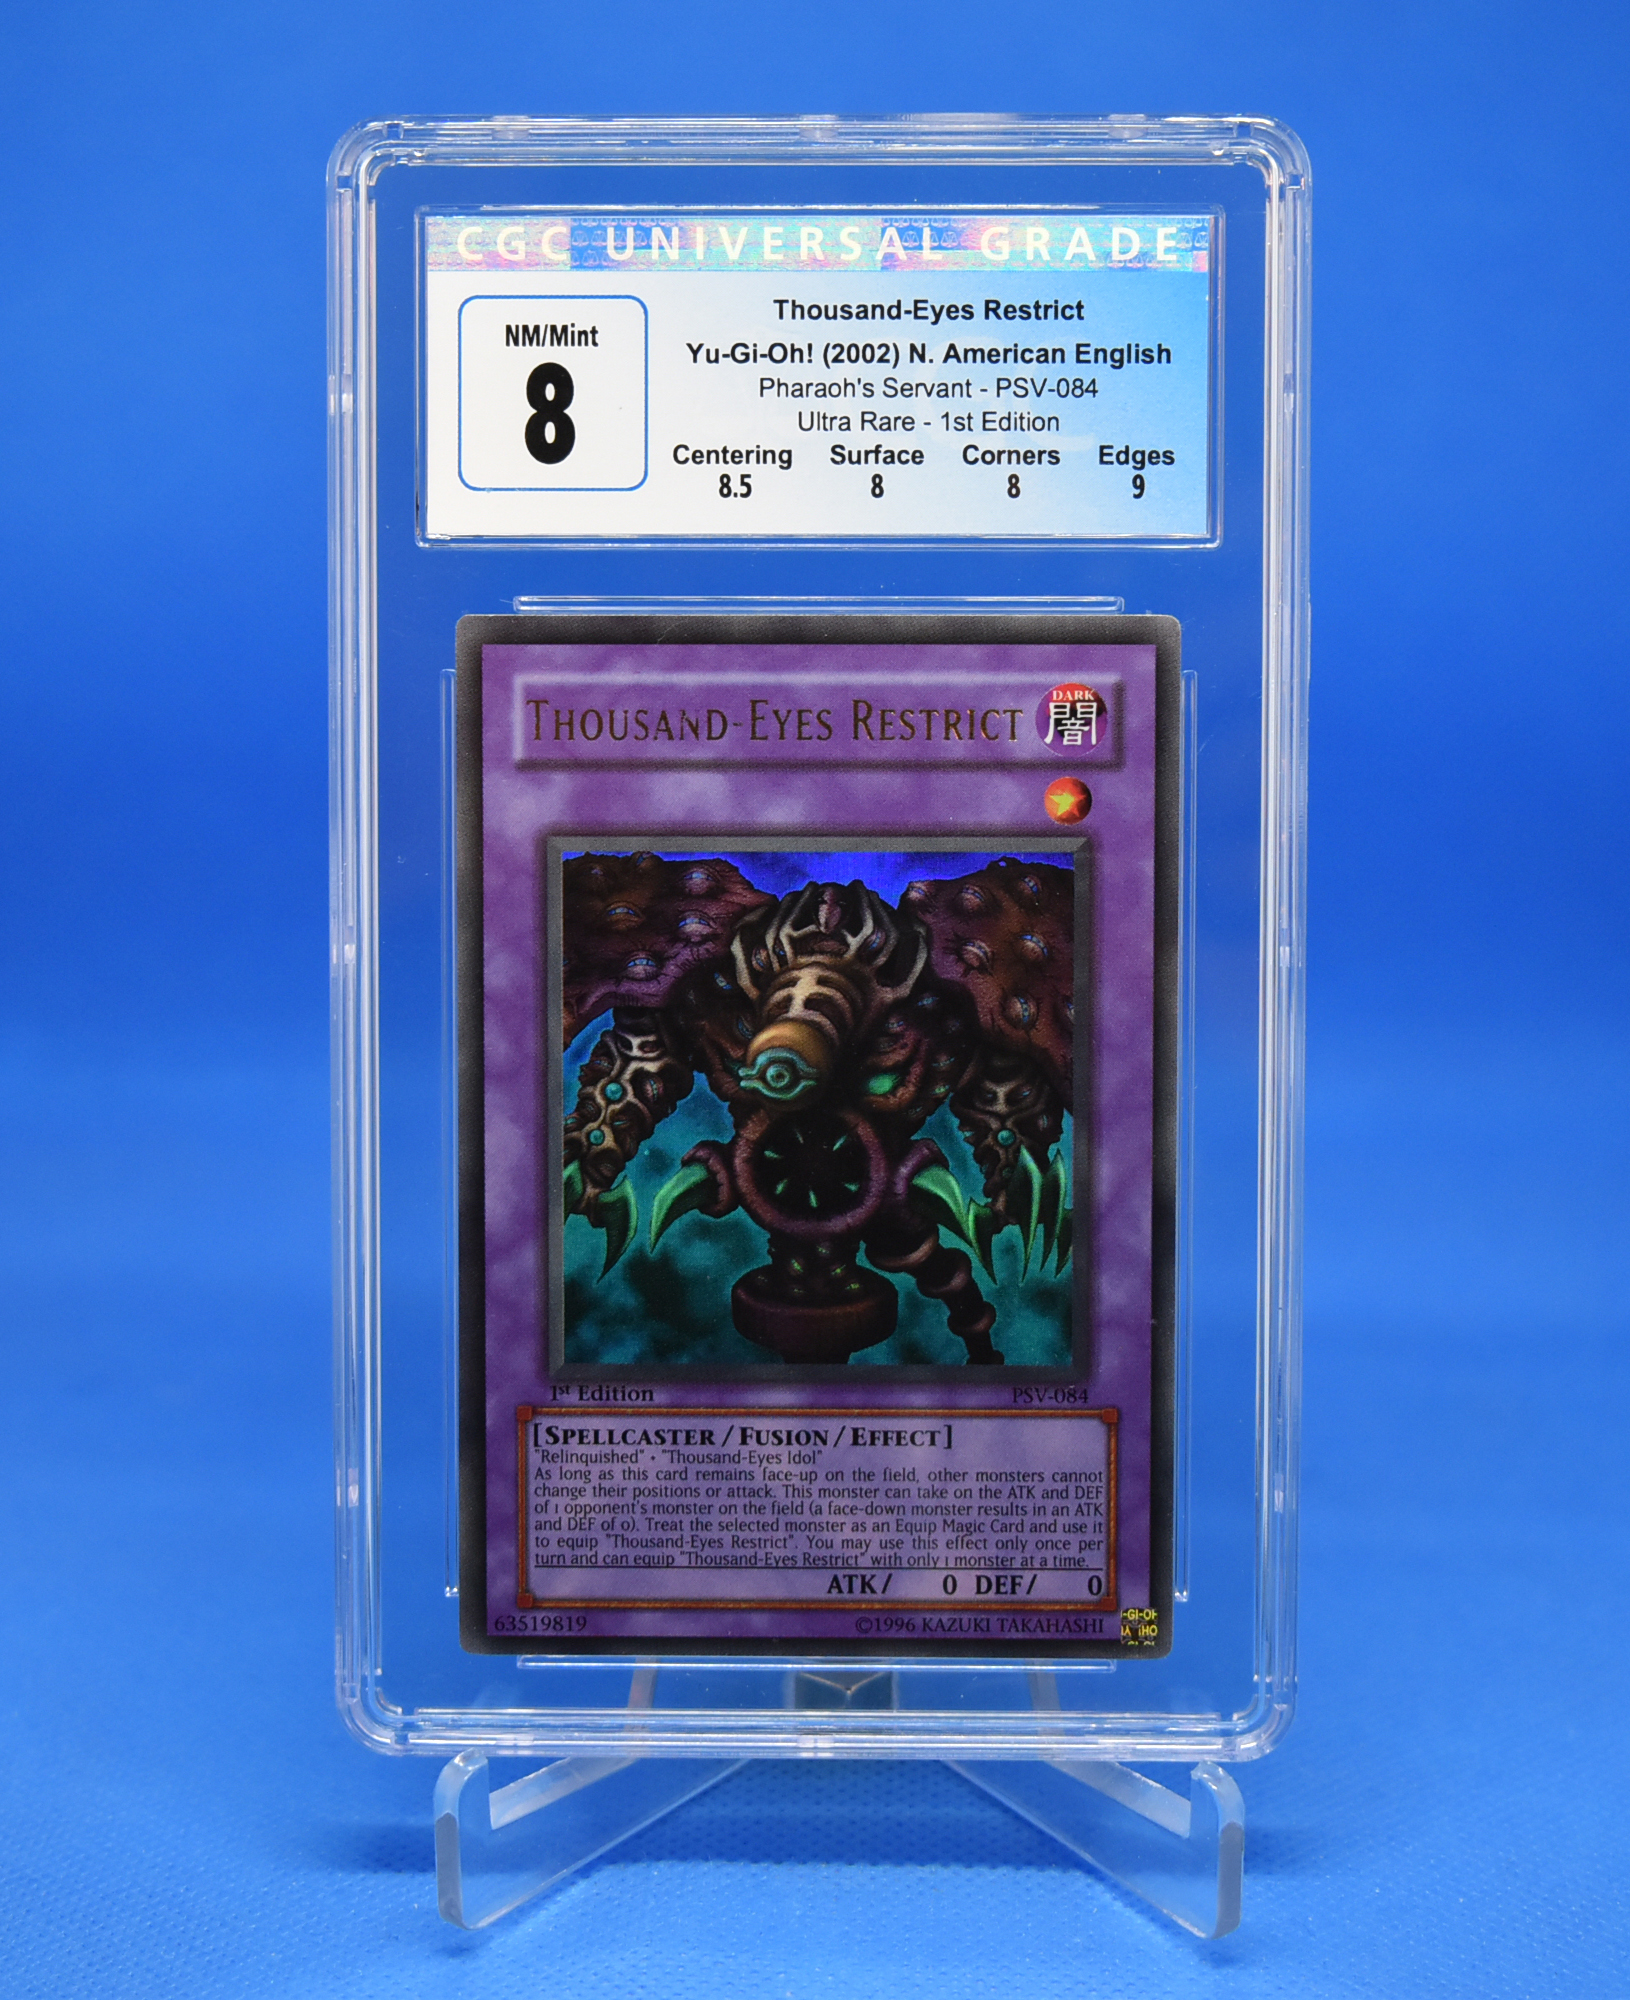 CGC UNIVERSAL GRADE
NM/Mint
8
Thousand-Eyes Restrict
Yu-Gi-Oh! (2002) N. American English
Pharaoh's Servant - PSV-084
Ultra Rare - 1st Edition
Centering Surface Corners Edges
8.5 8 8 9
THOUSAND-EYES RESTRICT
DARK
闇
1st Edition PSV-084
[SPELLCASTER / FUSION / EFFECT]
"Relinquished" • "Thousand-Eyes Idol"
As long as this card remains face-up on the field, other monsters cannot
change their positions or attack. This monster can take on the ATK and DEF
of 1 opponent's monster on the field (a face-down monster results in an ATK
and DEF of 0). Treat the selected monster as an Equip Magic Card and use it
to equip "Thousand-Eyes Restrict". You may use this effect only once per
turn and can equip "Thousand-Eyes Restrict" with only 1 monster at a time.
ATK/ 0 DEF/ 0
63519819 ©1996 KAZUKI TAKAHASHI